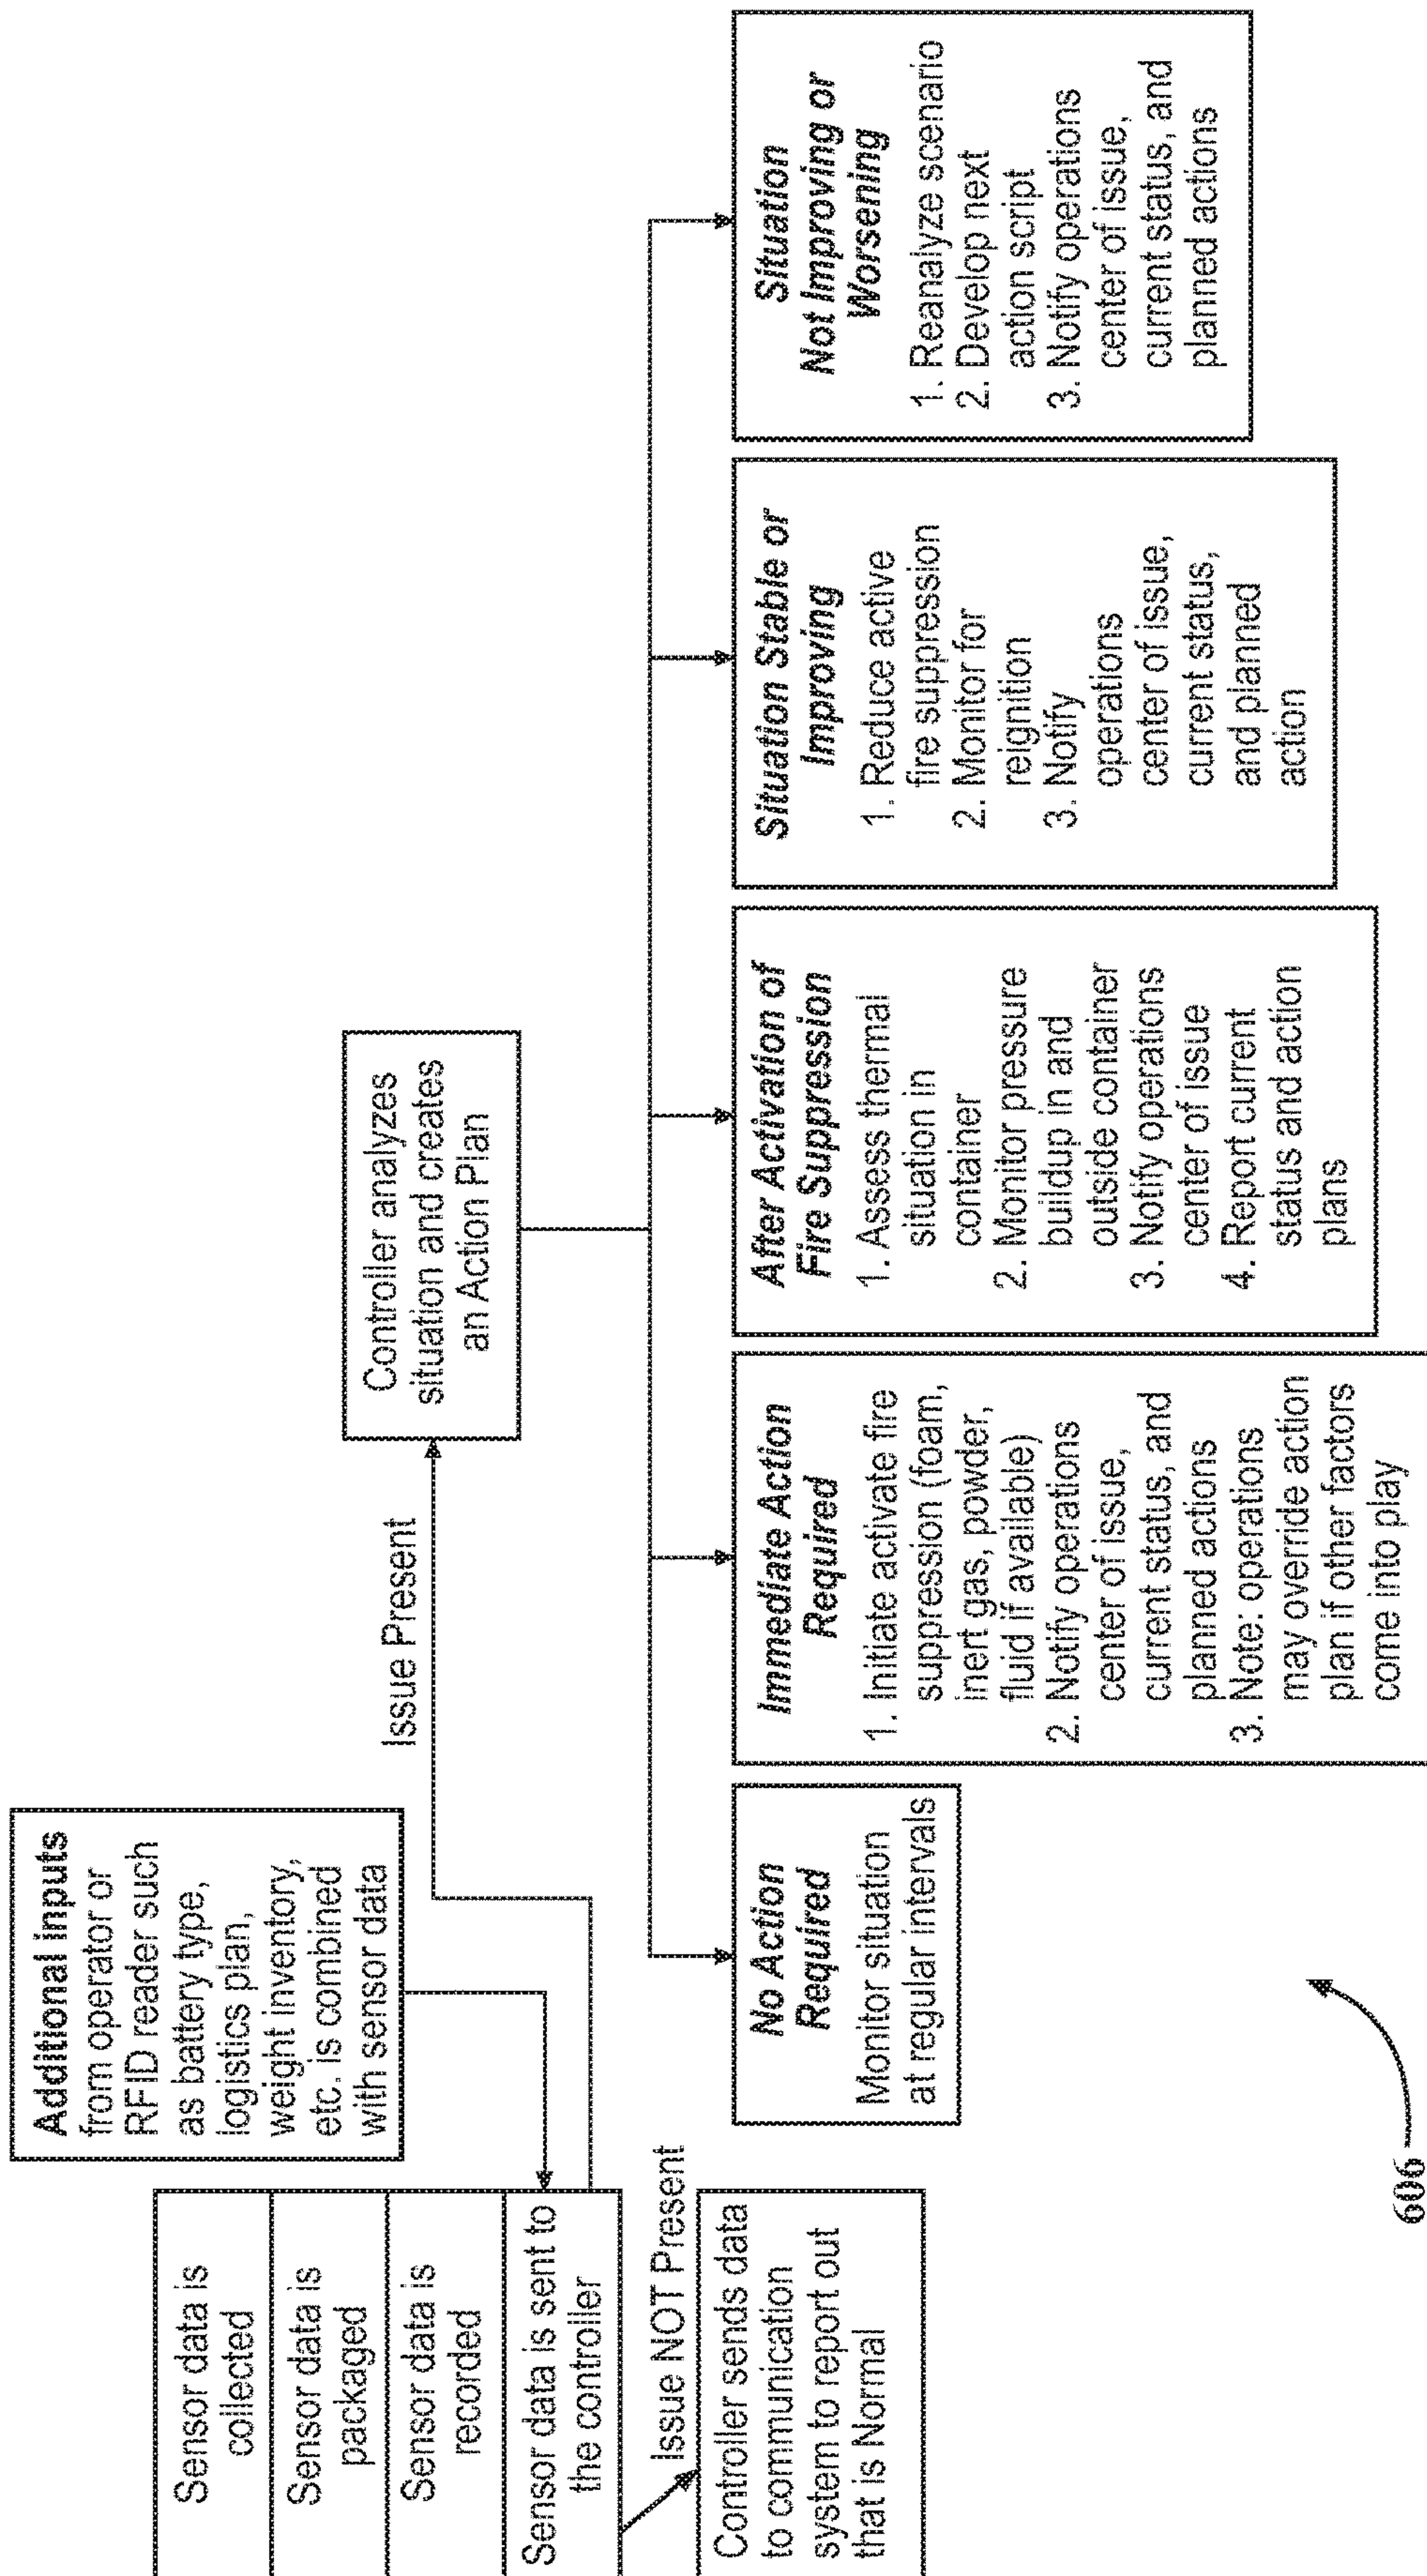 Sensor data is
collected
Sensor data is
packaged
Sensor data is
recorded
Sensor data is sent to
the controller
Additional inputs
from operator or
RFID reader such
as battery type,
logistics plan,
weight inventory,
etc. is combined
with sensor data
Issue NOT Present
Controller sends data
to communication
system to report out
that is Normal
Issue Present
Controller analyzes
situation and creates
an Action Plan
No Action
Required
Monitor situation
at regular intervals
Immediate Action
Required
1. Initiate activate fire
suppression (foam,
inert gas, powder,
fluid if available)
2. Notify operations
center of issue,
current status, and
planned actions
3. Note: operations
may override action
plan if other factors
come into play
After Activation of
Fire Suppression
1. Assess thermal
situation in
container
2. Monitor pressure
buildup in and
outside container
3. Notify operations
center of issue
4. Report current
status and action
plans
Situation Stable or
Improving
1. Reduce active
fire suppression
2. Monitor for
reignition
3. Notify
operations
center of issue,
current status,
and planned
action
Situation
Not Improving or
Worsening
1. Reanalyze scenario
2. Develop next
action script
3. Notify operations
center of issue,
current status, and
planned actions
606